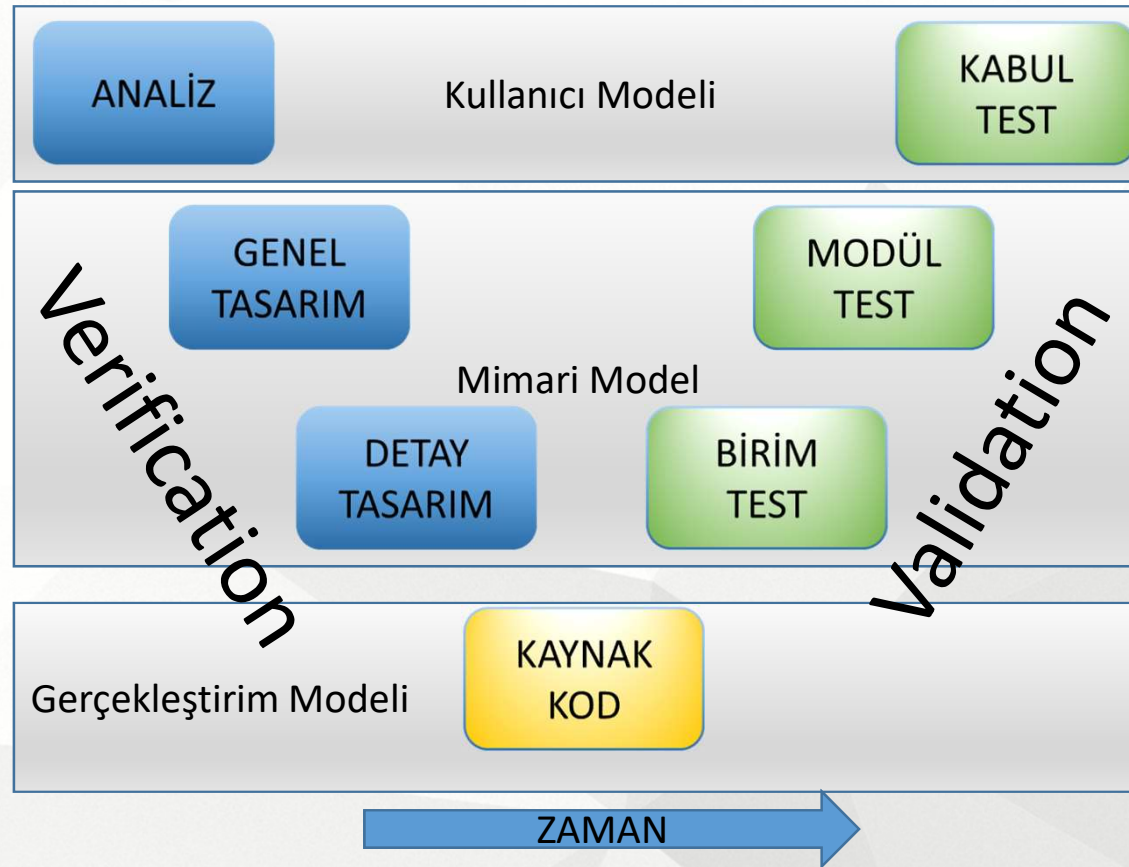 ANALİZ
Kullanıcı Modeli
KABUL
TEST
GENEL
TASARIM
MODÜL
TEST
Verification
Validation
Mimari Model
DETAY
TASARIM
BİRİM
TEST
KAYNAK
KOD
Gerçekleştirim Modeli
ZAMAN